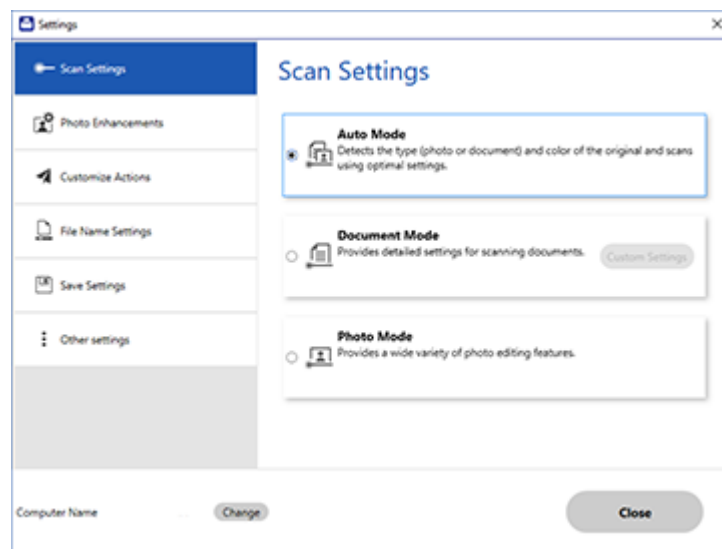 Settings
Scan Settings
Photo Enhancements
Customize Actions
File Name Settings
Save Settings
Other settings
Scan Settings
Auto Mode
Detects the type (photo or document) and color of the original and scans
using optimal settings.
Document Mode
Provides detailed settings for scanning documents.
Custom Settings
Photo Mode
Provides a wide variety of photo editing features.
Computer Name
Change
Close